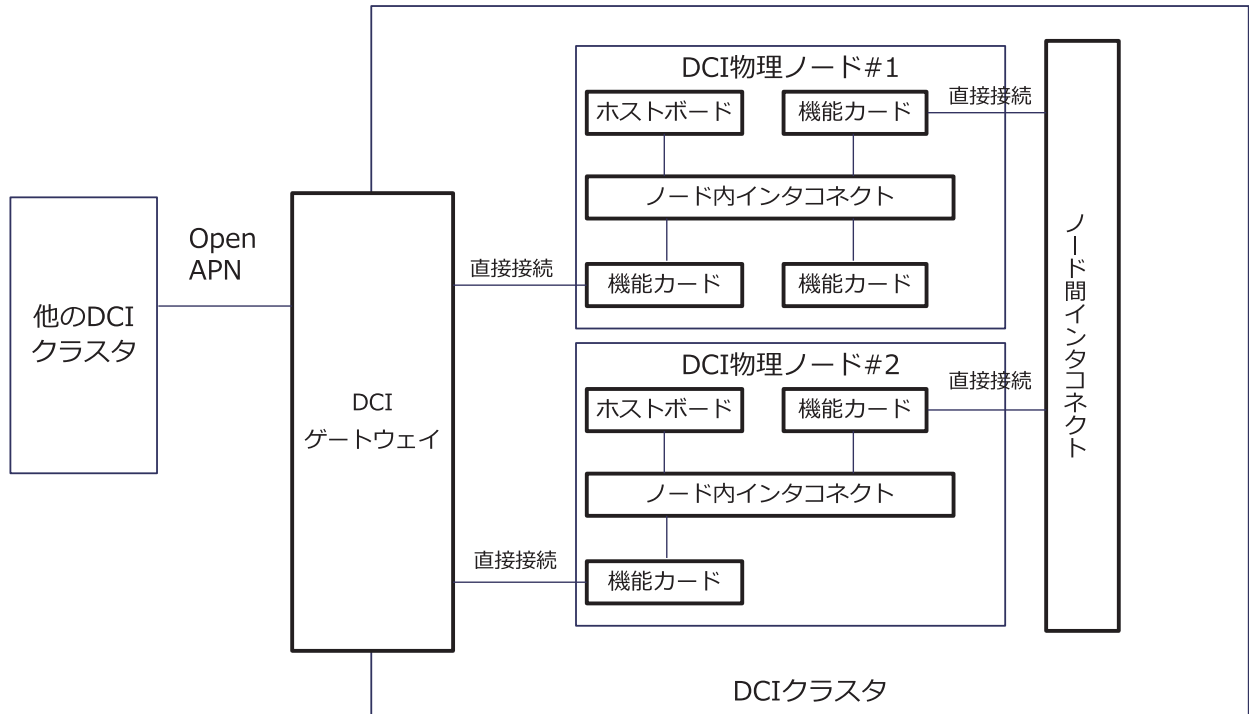 他のDCI
クラスタ
Open
APN
DCI
ゲートウェイ
直接接続
直接接続
DCI物理ノード#1
ホストボード
機能カード
ノード内インタコネクト
機能カード
機能カード
直接接続
DCI物理ノード#2
ホストボード
機能カード
ノード内インタコネクト
機能カード
直接接続
ノード間インタコネクト
DCIクラスタ